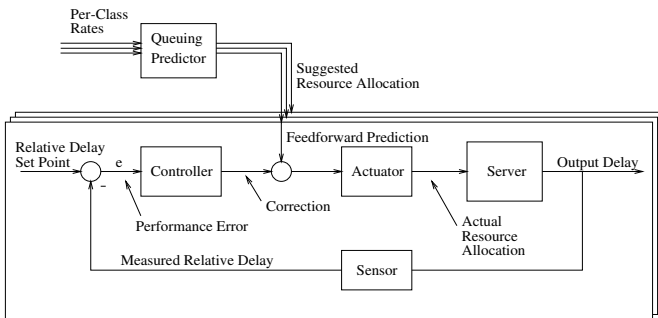 Per-Class
Rates
Queuing
Predictor
Suggested
Resource Allocation
Relative Delay
Set Point
Feedforward Prediction
e
Controller
Actuator
Server
Output Delay
-
Correction
Performance Error
Actual
Resource
Allocation
Measured Relative Delay
Sensor